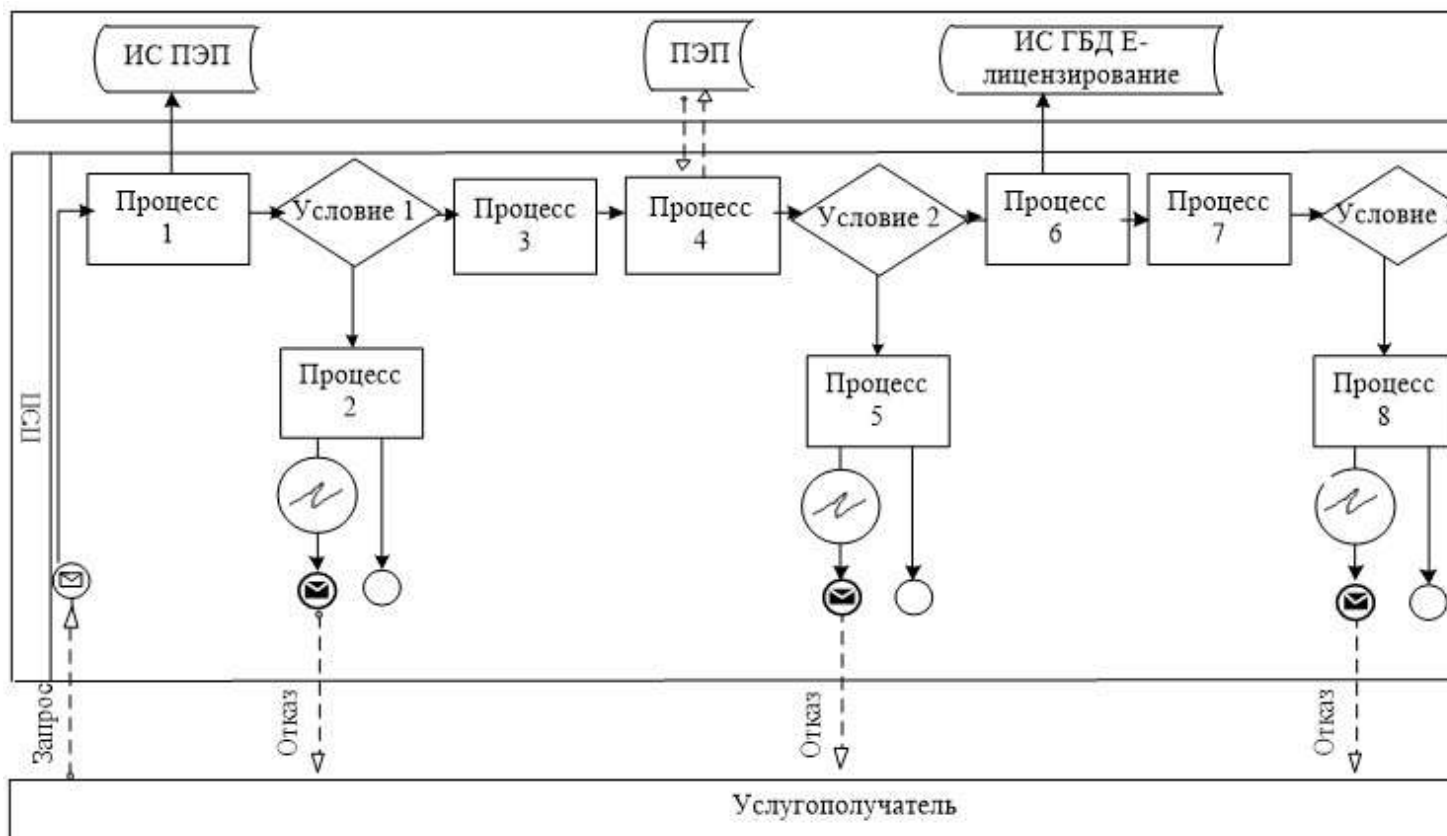 ИС ПЭП
ПЭП
ИС ГБД Е-
лицензирование
Процесс
1
Условие 1
Процесс
3
Процесс
4
Условие 2
Процесс
6
Процесс
7
Условие
Процесс
2
Процесс
5
Процесс
8
ПЭП
Запрос
Отказ
Отказ
Отказ
Услугополучатель